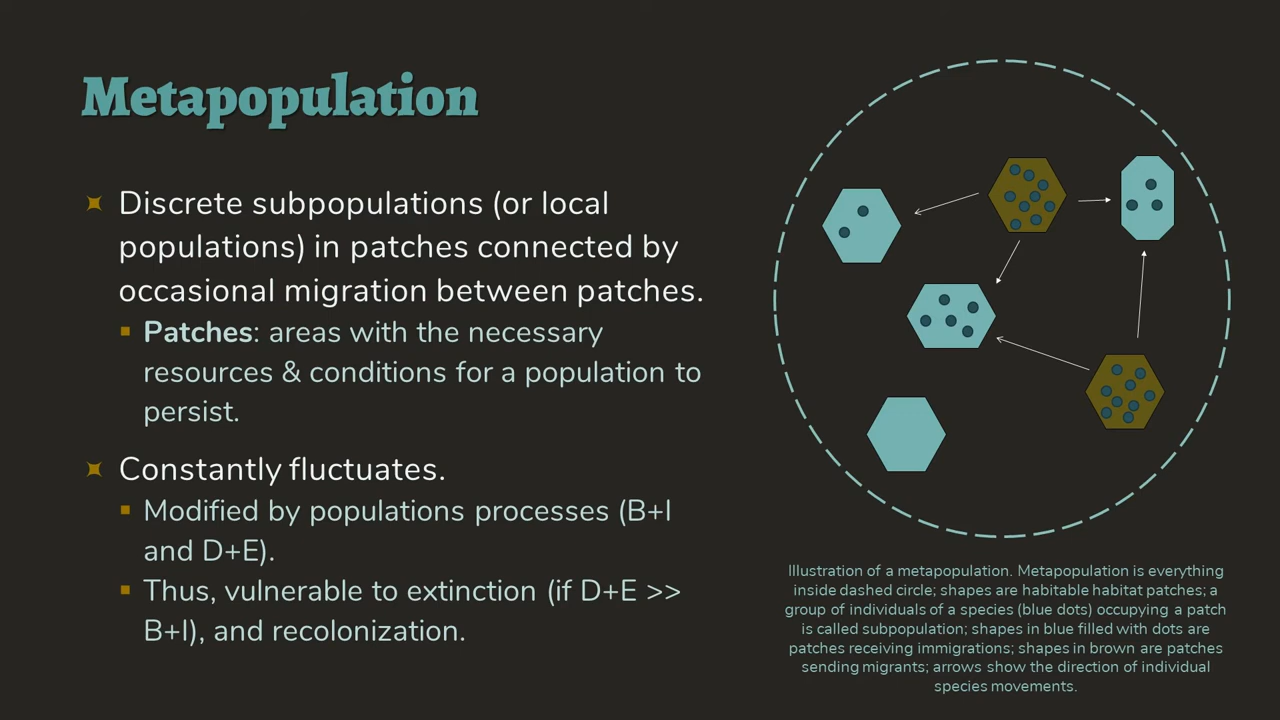 Metapopulation
Discrete subpopulations (or local
populations) in patches connected by
occasional migration between patches.
Patches: areas with the necessary
resources & conditions for a population to
persist.
Constantly fluctuates.
Modified by populations processes (B+I
and D+E).
Thus, vulnerable to extinction (if D+E >>
B+I), and recolonization.
Illustration of a metapopulation. Metapopulation is everything
inside dashed circle; shapes are habitable habitat patches; a
group of individuals of a species (blue dots) occupying a patch
is called subpopulation; shapes in blue filled with dots are
patches receiving immigrations; shapes in brown are patches
sending migrants; arrows show the direction of individual
species movements.